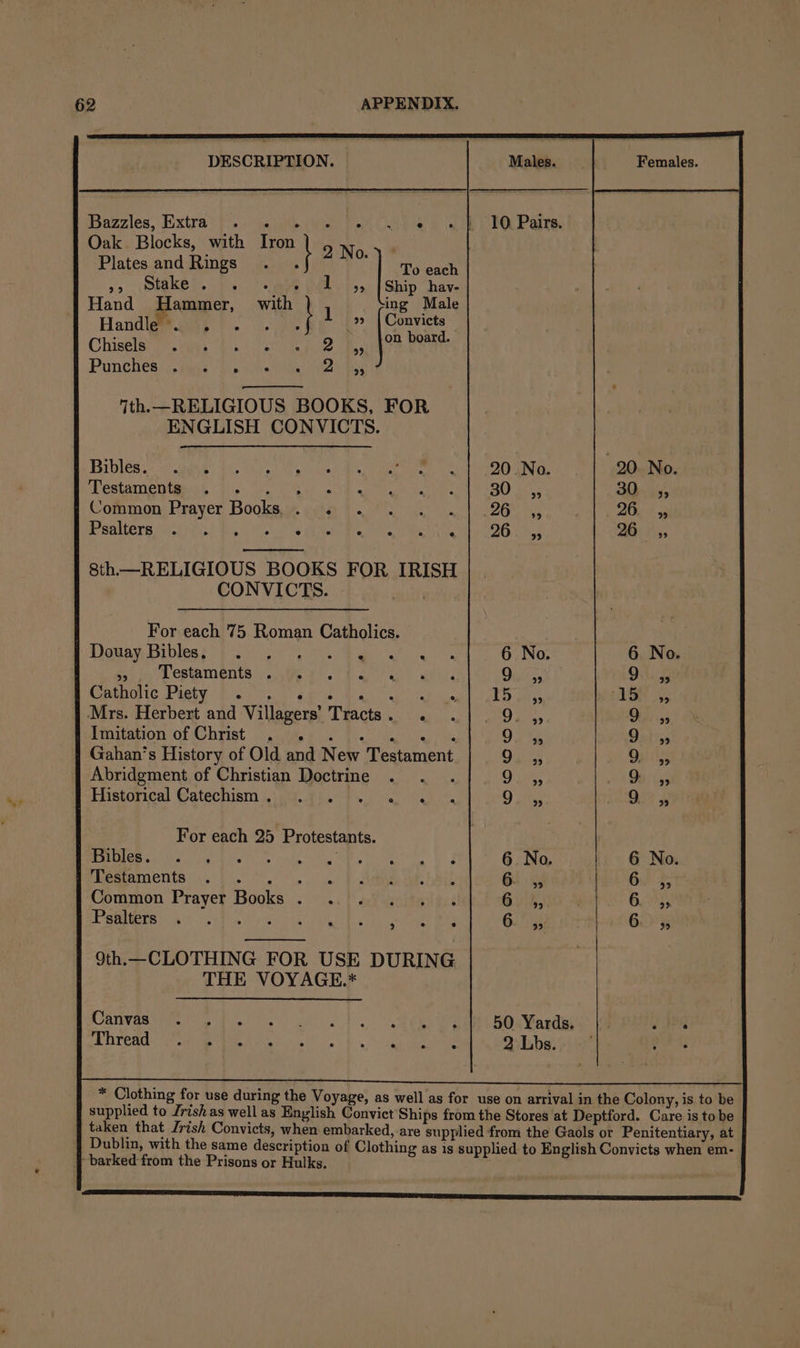 62 APPENDIX.
DESCRIPTION. Males. Females.
Bazzles, Extra . . . . . . . . . 10 Pairs.
Oak Blocks, with Iron } 2 No.
Plates and Rings . . } To each
,, Stake . . . . . 1 ,, Ship hav-
Hand Hammer, with } 1 ,, ing Male
Handle . . . . . } Convicts
Chisels . . . . . . 2 ,, on board.
Punches . . . . . . 2 ,,
7th.—RELIGIOUS BOOKS, FOR
ENGLISH CONVICTS.
Bibles. . . . . . . . . . . 20 No. 20 No.
Testaments . . . . . . . . . 30 ,, 30 ,,
Common Prayer Books . . . . . . 26 ,, 26 ,,
Psalters . . . . . . . . . . 26 ,, 26 ,,
8th.—RELIGIOUS BOOKS FOR IRISH
CONVICTS.
For each 75 Roman Catholics.
Douay Bibles. . . . . . . . . 6 No. 6 No.
,, Testaments . . . . . . . 9 ,, 9 ,,
Catholic Piety . . . . . . . . 15 ,, 15 ,,
Mrs. Herbert and Villagers' Tracts . . . 9 ,, 9 ,,
Imitation of Christ . . . . . . . 9 ,, 9 ,,
Gahan's History of Old and New Testament 9 ,, 9 ,,
Abridgment of Christian Doctrine . . . 9 ,, 9 ,,
Historical Catechism . . . . . . . 9 ,, 9 ,,
For each 25 Protestants.
Bibles. . . . . . . . . . . 6 No. 6 No.
Testaments . . . . . . . . . 6 ,, 6 ,,
Common Prayer Books . . . . . . 6 ,, 6 ,,
Psalters . . . . . . . . . . 6 ,, 6 ,,
9th.—CLOTHING FOR USE DURING
THE VOYAGE.*
Canvas . . . . . . . . . . 50 Yards. . .
Thread . . . . . . . . . . 2 Lbs. . .
* Clothing for use during the Voyage, as well as for use on arrival in the Colony, is to be
supplied to Irish as well as English Convict Ships from the Stores at Deptford. Care is to be
taken that Irish Convicts, when embarked, are supplied from the Gaols or Penitentiary, at
Dublin, with the same description of Clothing as is supplied to English Convicts when em-
barked from the Prisons or Hulks.